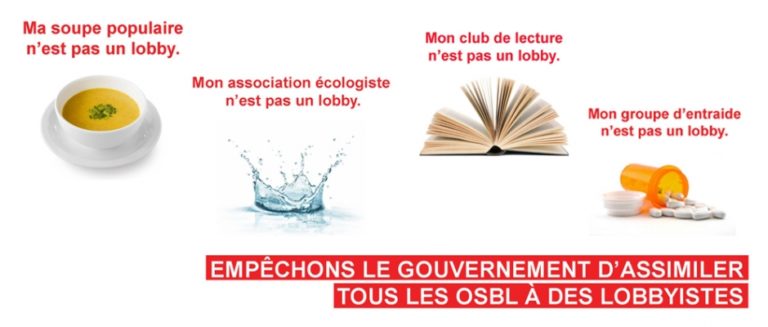 Ma soupe populaire
n'est pas un lobby.
Mon association écologiste
n'est pas un lobby.
Mon club de lecture
n'est pas un lobby.
Mon groupe d'entraide
n'est pas un lobby.
EMPÊCHONS LE GOUVERNEMENT D'ASSIMILER
TOUS LES OSBL À DES LOBBYISTES